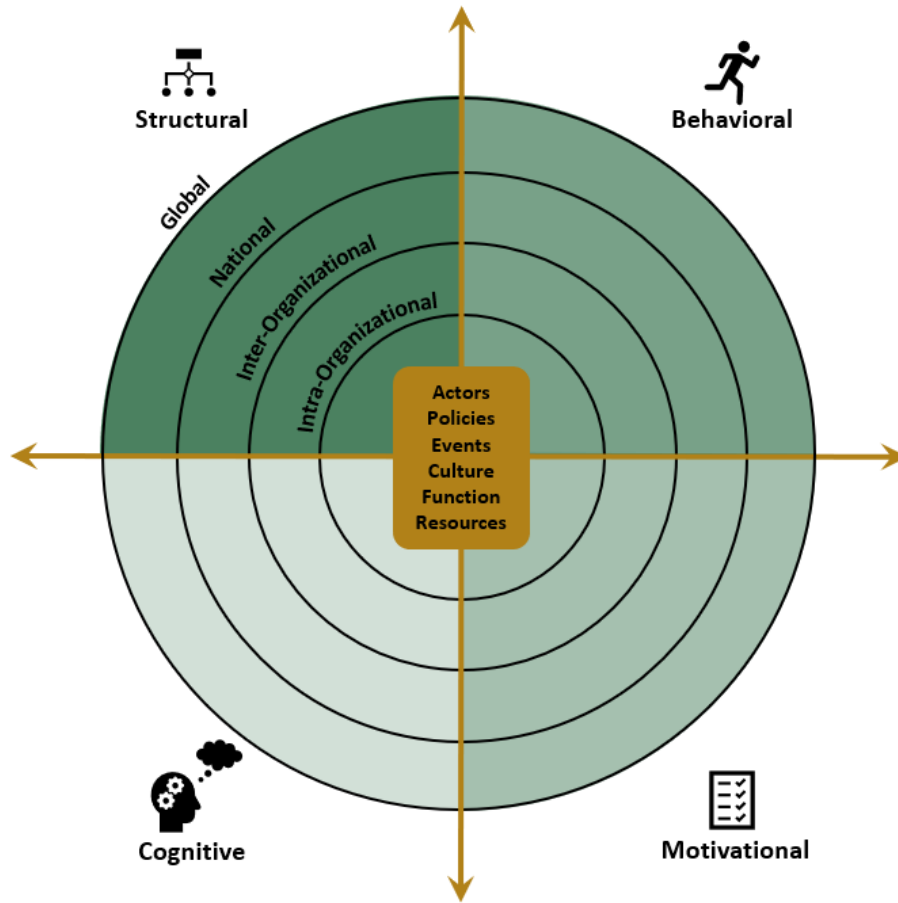 Structural
Behavioral
Global
National
Inter-Organizational
Intra-Organizational
Actors
Policies
Events
Culture
Function
Resources
Cognitive
Motivational